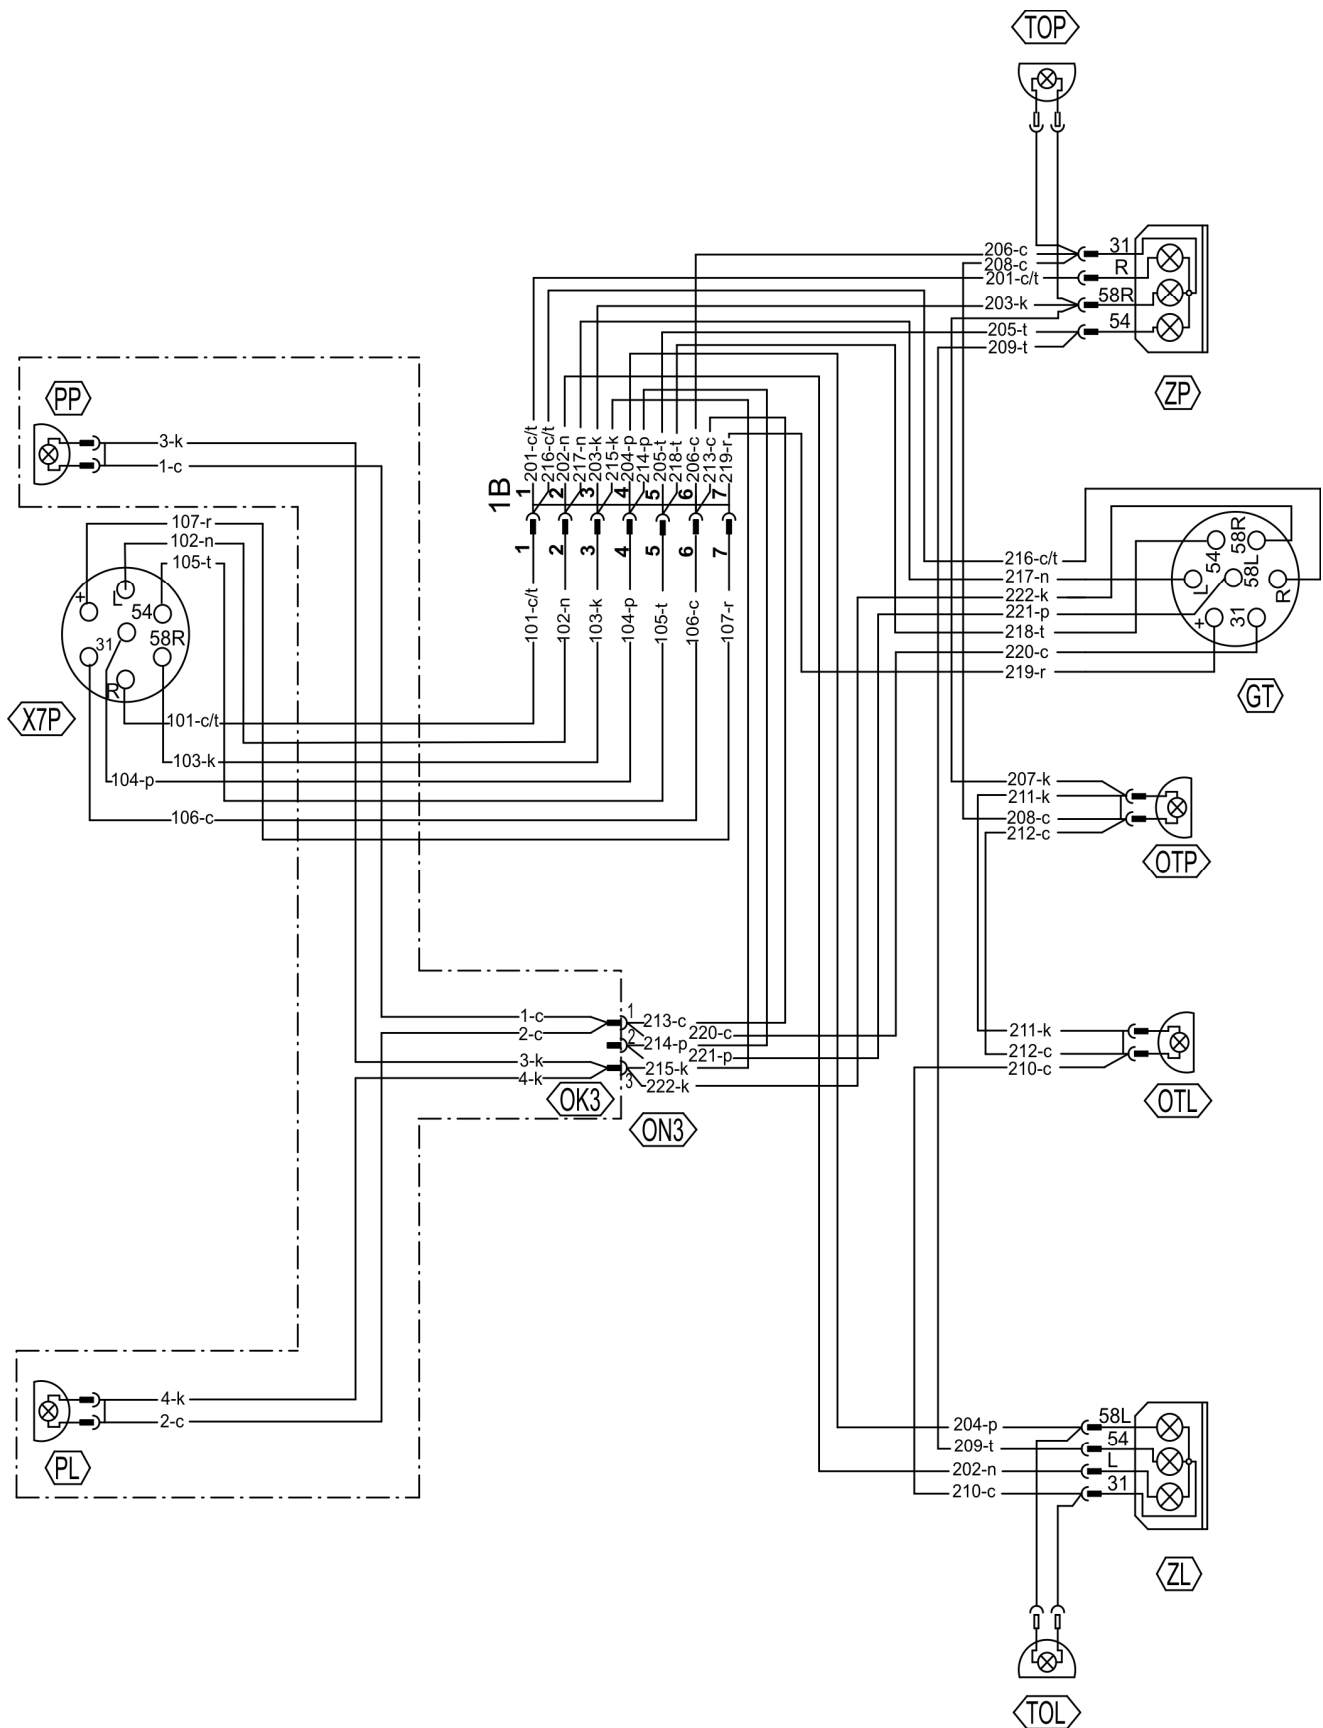 TOP
206-c
31
208-c
R
201-c/t
58R
203-k
54
205-t
209-t
ZP
PP
3-k
1-c
1B
201-c/t
216-c/t
202-n
217-n
203-k
215-k
204-p
214-p
205-t
218-t
206-c
213-c
219-r
1 2 3 4 5 6 7
1 2 3 4 5 6 7
101-c/t
102-n
103-k
104-p
105-t
106-c
107-r
107-r
102-n
105-t
+
L
54
31
58R
R
X7P
101-c/t
103-k
104-p
106-c
216-c/t
217-n
222-k
221-p
218-t
220-c
219-r
54
58R
58L
L
R
+
31
GT
207-k
211-k
208-c
212-c
OTP
1-c
2-c
3-k
4-k
1
2
3
213-c
220-c
214-p
221-p
215-k
222-k
OK3
ON3
211-k
212-c
210-c
OTL
4-k
2-c
PL
204-p
58L
209-t
54
202-n
L
210-c
31
ZL
TOL